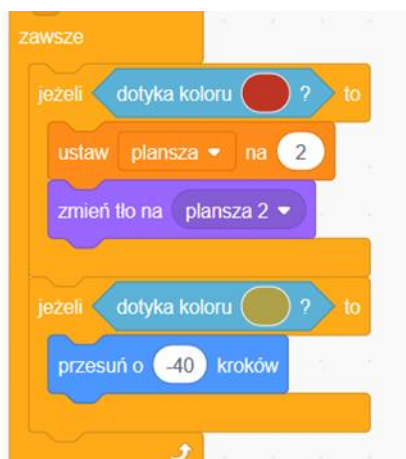 zawsze
jeżeli dotyka koloru ? to
ustaw plansza na 2
zmień tło na plansza 2
jeżeli dotyka koloru ? to
przesuń o -40 kroków